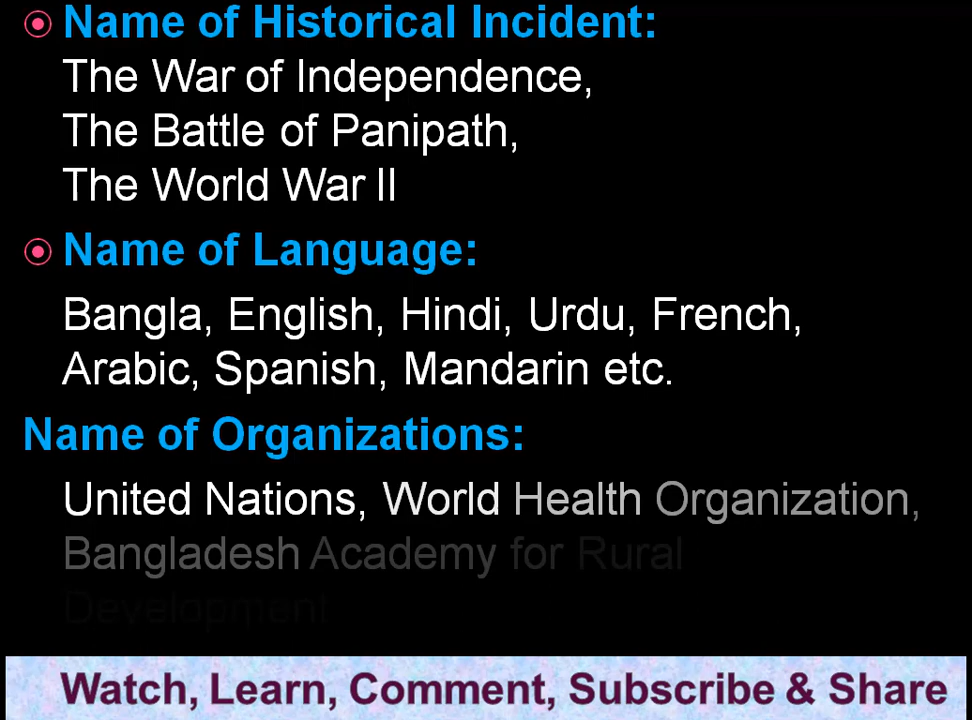 Name of Historical Incident:
The War of Independence,
The Battle of Panipath,
The World War II
Name of Language:
Bangla, English, Hindi, Urdu, French,
Arabic, Spanish, Mandarin etc.
Name of Organizations:
United Nations, World Health Organization,
Bangladesh Academy for Rural
Development
Watch, Learn, Comment, Subscribe & Share